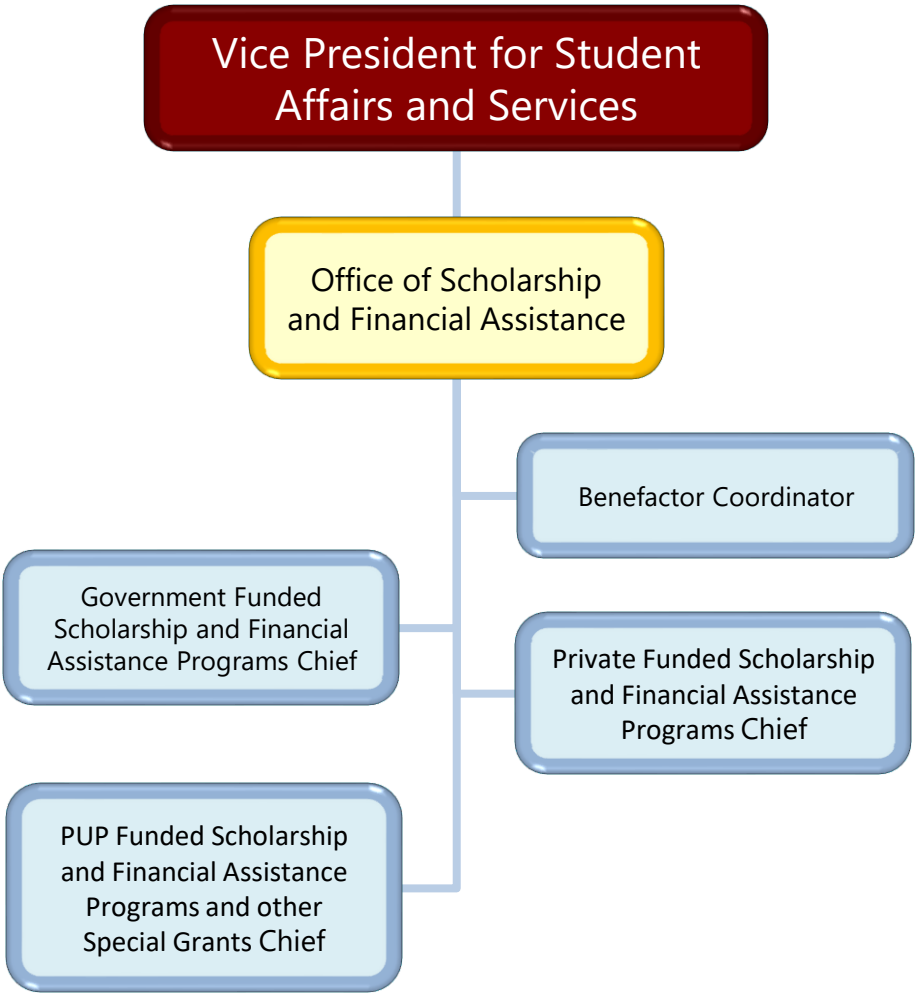 Vice President for Student
Affairs and Services
Office of Scholarship
and Financial Assistance
Benefactor Coordinator
Government Funded
Scholarship and Financial
Assistance Programs Chief
Private Funded Scholarship
and Financial Assistance
Programs Chief
PUP Funded Scholarship
and Financial Assistance
Programs and other
Special Grants Chief